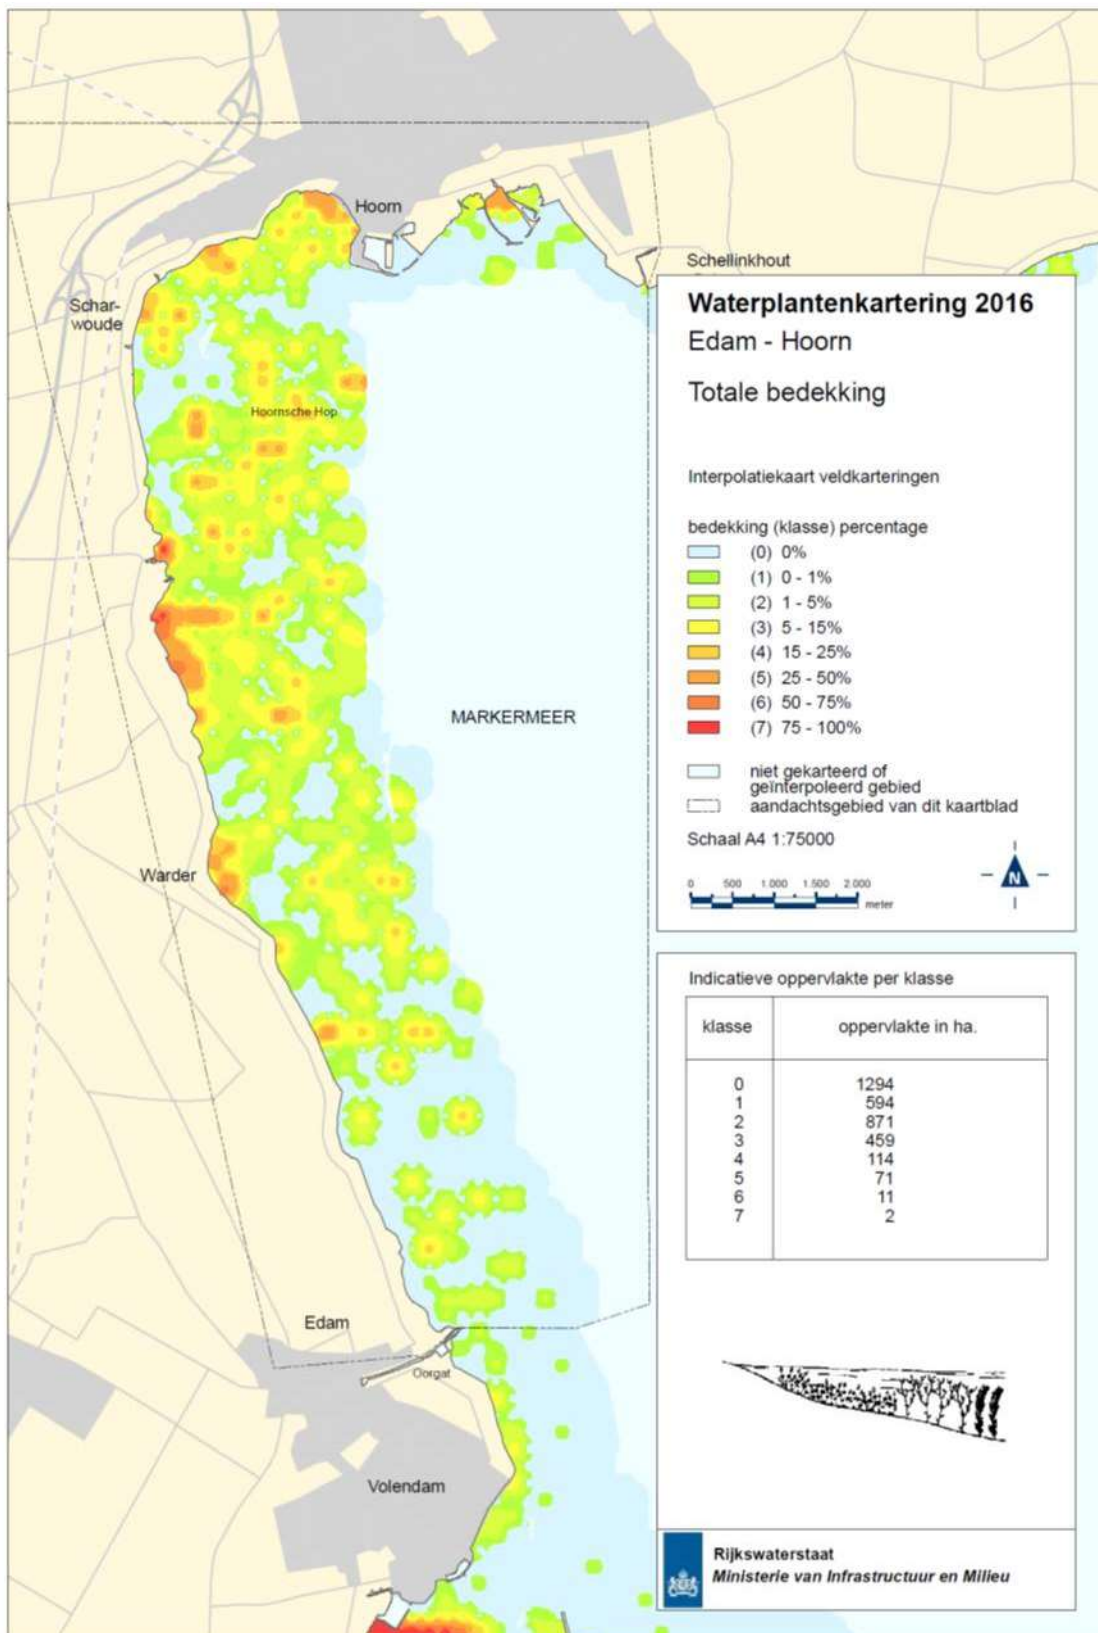 Hoorn
Schellinkhout
Schar-
woude
Hoornsche Hop
MARKERMEER
Warder
Edam
Oorgat
Volendam
Waterplantenkartering 2016
Edam - Hoorn
Totale bedekking
Interpolatiekaart veldkarteringen
bedekking (klasse) percentage
(0) 0%
(1) 0 - 1%
(2) 1 - 5%
(3) 5 - 15%
(4) 15 - 25%
(5) 25 - 50%
(6) 50 - 75%
(7) 75 - 100%
niet gekarteerd of
geïnterpoleerd gebied
aandachtsgebied van dit kaartblad
Schaal A4 1:75000
0 500 1.000 1.500 2.000
meter
N
Indicatieve oppervlakte per klasse
klasse oppervlakte in ha.
0 1294
1 594
2 871
3 459
4 114
5 71
6 11
7 2
Rijkswaterstaat
Ministerie van Infrastructuur en Milieu